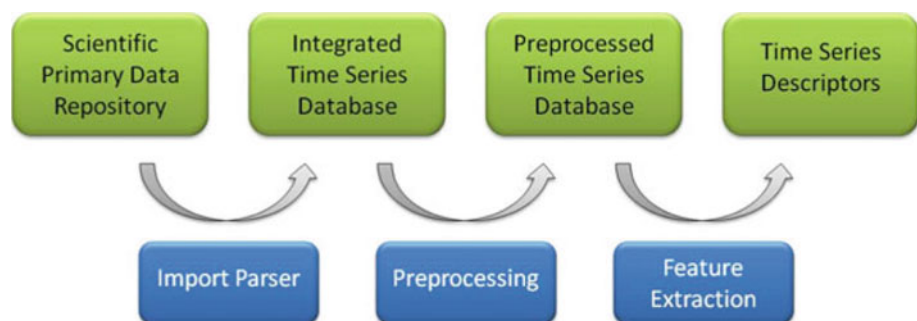 Scientific
Primary Data
Repository
Integrated
Time Series
Database
Preprocessed
Time Series
Database
Time Series
Descriptors
Import Parser
Preprocessing
Feature
Extraction